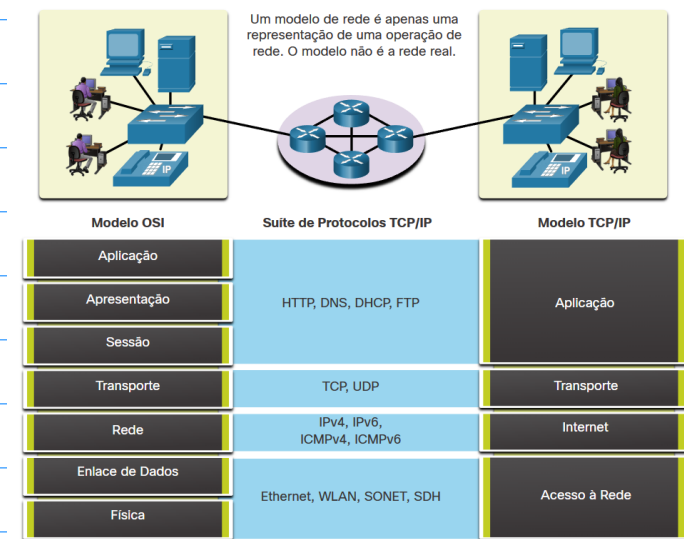 Um modelo de rede é apenas uma
representação de uma operação de
rede. O modelo não é a rede real.
IP
IP
Modelo OSI
Suíte de Protocolos TCP/IP
Modelo TCP/IP
Aplicação
Apresentação
Sessão
HTTP, DNS, DHCP, FTP
Aplicação
Transporte
TCP, UDP
Transporte
Rede
IPv4, IPv6,
ICMPv4, ICMPv6
Internet
Enlace de Dados
Física
Ethernet, WLAN, SONET, SDH
Acesso à Rede